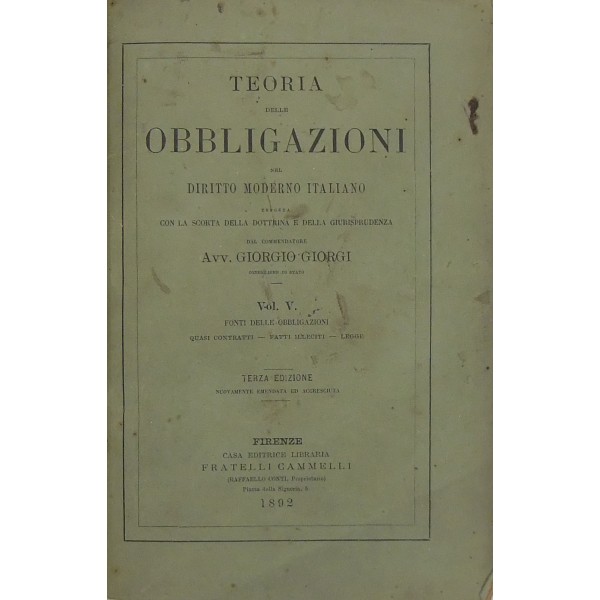 TEORIA
DELLE
OBBLIGAZIONI
NEL
DIRITTO MODERNO ITALIANO
ESPOSTA
CON LA SCORTA DELLA DOTTRINA E DELLA GIURISPRUDENZA
DAL COMMENDATORE
Avv. GIORGIO GIORGI
CONSIGLIERE DI STATO
Vol. V.
FONTI DELLE OBBLIGAZIONI
QUASI CONTRATTI — FATTI ILLECITI — LEGGE
TERZA EDIZIONE
NUOVAMENTE EMENDATA ED ACCRESCIUTA
FIRENZE
CASA EDITRICE LIBRARIA
FRATELLI CAMMELLI
(RAFFAELLO CONTI, Proprietario)
Piazza della Signoria, 8
1892